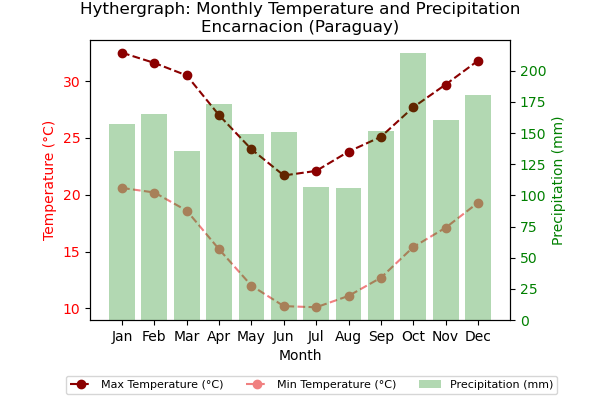 Hythergraph: Monthly Temperature and Precipitation
Encarnacion (Paraguay)
Temperature (°C)
30
25
20
15
10
200
175
150
125
100
75
50
25
0
Precipitation (mm)
Jan Feb Mar Apr May Jun Jul Aug Sep Oct Nov Dec
Month
Max Temperature (°C) Min Temperature (°C) Precipitation (mm)